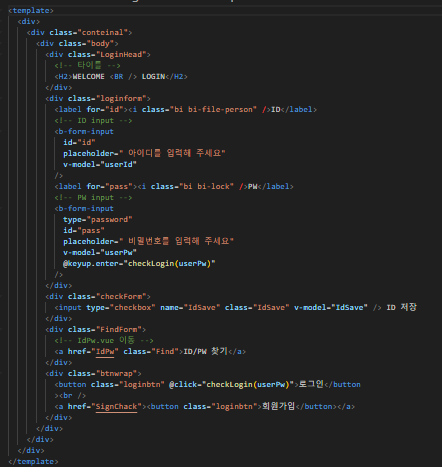 <template>
<div>
<div class="conteinal">
<div class="body">
<div class="LoginHead">
<!-- 타이틀 -->
<H2>WELCOME <BR /> LOGIN</H2>
</div>
<div class="loginform">
<label for="id"><i class="bi bi-file-person" />ID</label>
<!-- ID input -->
<b-form-input
id="id"
placeholder=" 아이디를 입력해 주세요"
v-model="userId"
/>
<label for="pass"><i class="bi bi-lock" />PW</label>
<!-- PW input -->
<b-form-input
type="password"
id="pass"
placeholder=" 비밀번호를 입력해 주세요"
v-model="userPw"
@keyup.enter="checkLogin(userPw)"
/>
</div>
<div class="checkForm">
<input type="checkbox" name="IdSave" class="IdSave" v-model="IdSave" /> ID 저장
</div>
<div class="FindForm">
<!-- IdPw.vue 이동 -->
<a href="IdPw" class="Find">ID/PW 찾기</a>
</div>
<div class="btnwrap">
<button class="loginbtn" @click="checkLogin(userPw)">로그인</button
><br />
<a href="SignChack"><button class="loginbtn">회원가입</button></a>
</div>
</div>
</div>
</div>
</template>